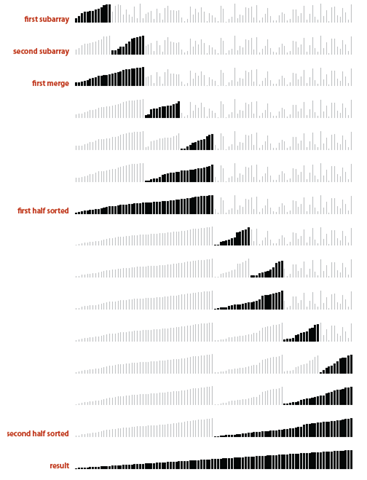 first subarray
second subarray
first merge
first half sorted
second half sorted
result